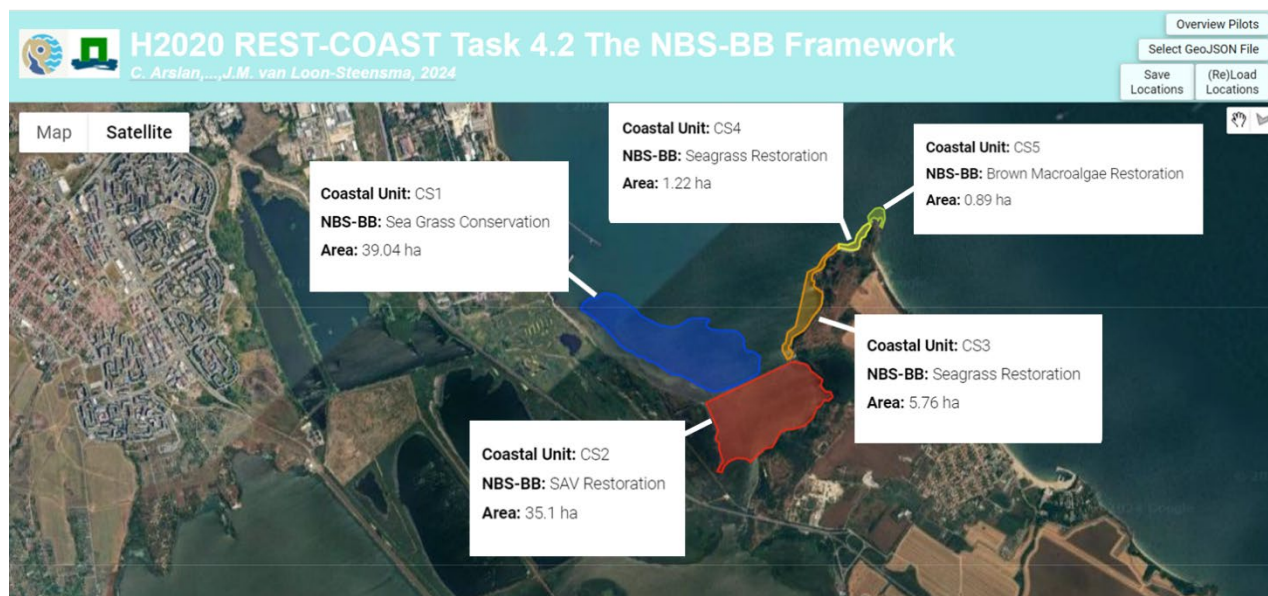 H2020 REST-COAST Task 4.2 The NBS-BB Framework
C. Arslan,...,J.M. van Loon-Steensma, 2024
Overview Pilots
Select GeoJSON File
Save
Locations
(Re)Load
Locations
Map
Satellite
Coastal Unit: CS1
NBS-BB: Sea Grass Conservation
Area: 39.04 ha
Coastal Unit: CS4
NBS-BB: Seagrass Restoration
Area: 1.22 ha
Coastal Unit: CS5
NBS-BB: Brown Macroalgae Restoration
Area: 0.89 ha
Coastal Unit: CS3
NBS-BB: Seagrass Restoration
Area: 5.76 ha
Coastal Unit: CS2
NBS-BB: SAV Restoration
Area: 35.1 ha